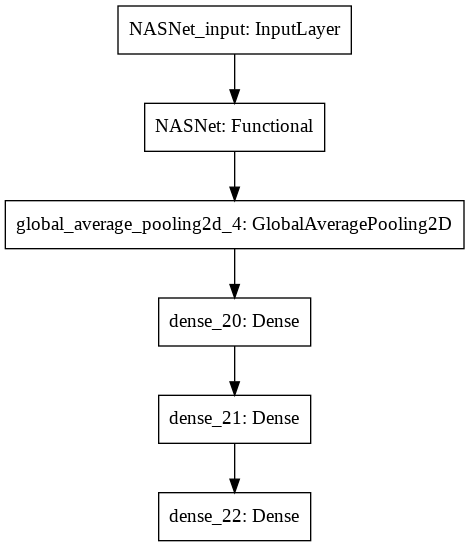 NASNet_input: InputLayer
NASNet: Functional
global_average_pooling2d_4: GlobalAveragePooling2D
dense_20: Dense
dense_21: Dense
dense_22: Dense